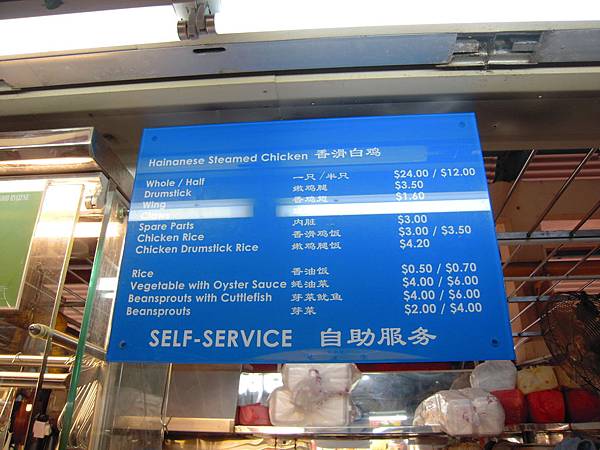 Hainanese Steamed Chicken 香滑白鸡
Whole / Half 一只/半只 $24.00 / $12.00
Drumstick 嫩鸡腿 $3.50
Wing 香鸡翅 $1.60
Spare Parts 内脏 $3.00
Chicken Rice 香滑鸡饭 $3.00 / $3.50
Chicken Drumstick Rice 嫩鸡腿饭 $4.20
Rice 香油饭 $0.50 / $0.70
Vegetable with Oyster Sauce 蚝油菜 $4.00 / $6.00
Beansprouts with Cuttlefish 芽菜鱿鱼 $4.00 / $6.00
Beansprouts 芽菜 $2.00 / $4.00
SELF-SERVICE 自助服务